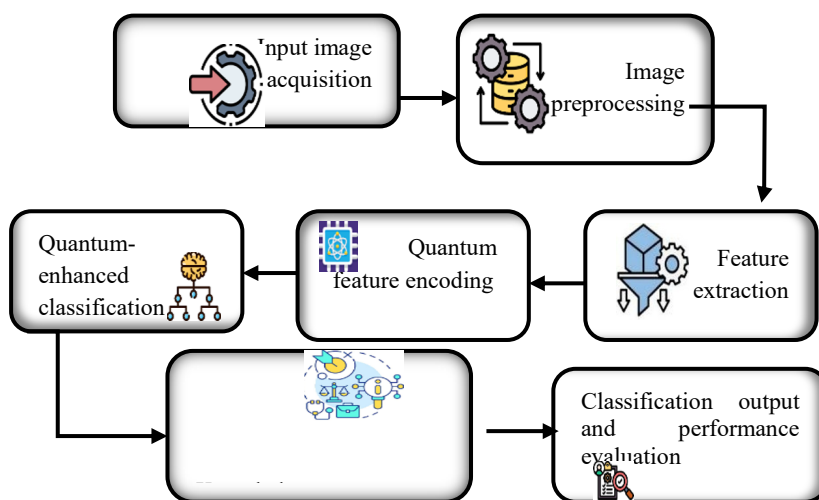 Input image
acquisition
Image
preprocessing
Feature
extraction
Quantum
feature encoding
Quantum-
enhanced
classification
Classification output
and performance
evaluation